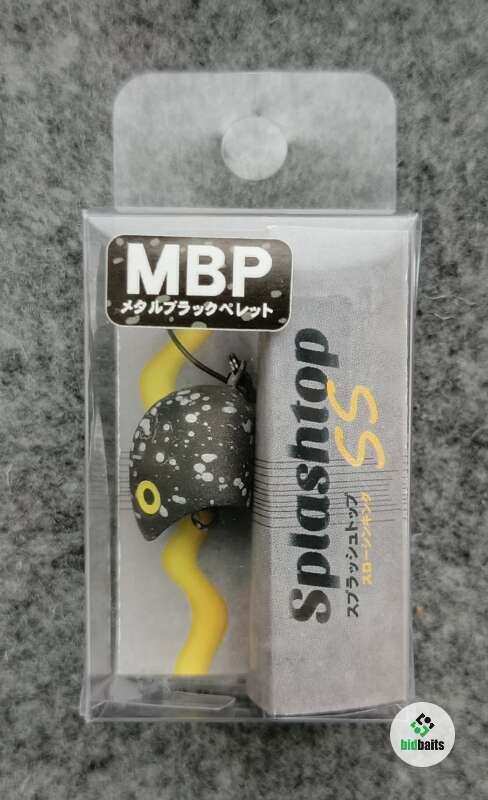 MBP
メタルブラックペレット
Splashtop
SS
スプラッシュトップ
スローシンキング
bidbaits